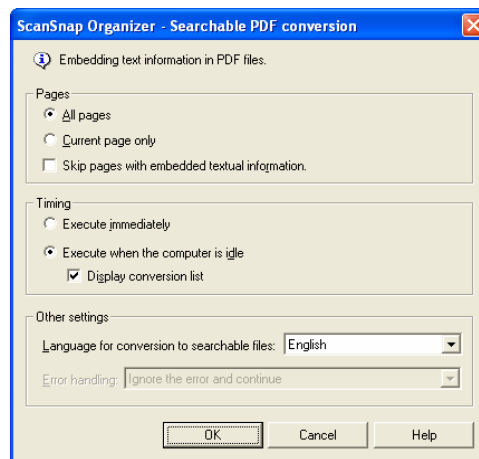 ScanSnap Organizer - Searchable PDF conversion
Embedding text information in PDF files.
Pages
All pages
Current page only
Skip pages with embedded textual information.
Timing
Execute immediately
Execute when the computer is idle
Display conversion list
Other settings
Language for conversion to searchable files: English
Error handling: Ignore the error and continue
OK Cancel Help